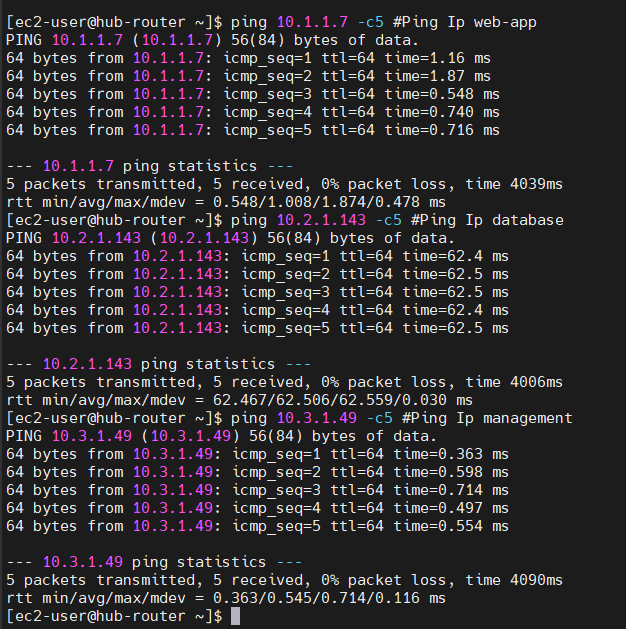 [ec2-user@hub-router ~]$ ping 10.1.1.7 -c5 #Ping Ip web-app
PING 10.1.1.7 (10.1.1.7) 56(84) bytes of data.
64 bytes from 10.1.1.7: icmp_seq=1 ttl=64 time=1.16 ms
64 bytes from 10.1.1.7: icmp_seq=2 ttl=64 time=1.87 ms
64 bytes from 10.1.1.7: icmp_seq=3 ttl=64 time=0.548 ms
64 bytes from 10.1.1.7: icmp_seq=4 ttl=64 time=0.740 ms
64 bytes from 10.1.1.7: icmp_seq=5 ttl=64 time=0.716 ms
--- 10.1.1.7 ping statistics ---
5 packets transmitted, 5 received, 0% packet loss, time 4039ms
rtt min/avg/max/mdev = 0.548/1.008/1.874/0.478 ms
[ec2-user@hub-router ~]$ ping 10.2.1.143 -c5 #Ping Ip database
PING 10.2.1.143 (10.2.1.143) 56(84) bytes of data.
64 bytes from 10.2.1.143: icmp_seq=1 ttl=64 time=62.4 ms
64 bytes from 10.2.1.143: icmp_seq=2 ttl=64 time=62.5 ms
64 bytes from 10.2.1.143: icmp_seq=3 ttl=64 time=62.5 ms
64 bytes from 10.2.1.143: icmp_seq=4 ttl=64 time=62.4 ms
64 bytes from 10.2.1.143: icmp_seq=5 ttl=64 time=62.5 ms
--- 10.2.1.143 ping statistics ---
5 packets transmitted, 5 received, 0% packet loss, time 4006ms
rtt min/avg/max/mdev = 62.467/62.506/62.559/0.030 ms
[ec2-user@hub-router ~]$ ping 10.3.1.49 -c5 #Ping Ip management
PING 10.3.1.49 (10.3.1.49) 56(84) bytes of data.
64 bytes from 10.3.1.49: icmp_seq=1 ttl=64 time=0.363 ms
64 bytes from 10.3.1.49: icmp_seq=2 ttl=64 time=0.598 ms
64 bytes from 10.3.1.49: icmp_seq=3 ttl=64 time=0.714 ms
64 bytes from 10.3.1.49: icmp_seq=4 ttl=64 time=0.497 ms
64 bytes from 10.3.1.49: icmp_seq=5 ttl=64 time=0.554 ms
--- 10.3.1.49 ping statistics ---
5 packets transmitted, 5 received, 0% packet loss, time 4090ms
rtt min/avg/max/mdev = 0.363/0.545/0.714/0.116 ms
[ec2-user@hub-router ~]$